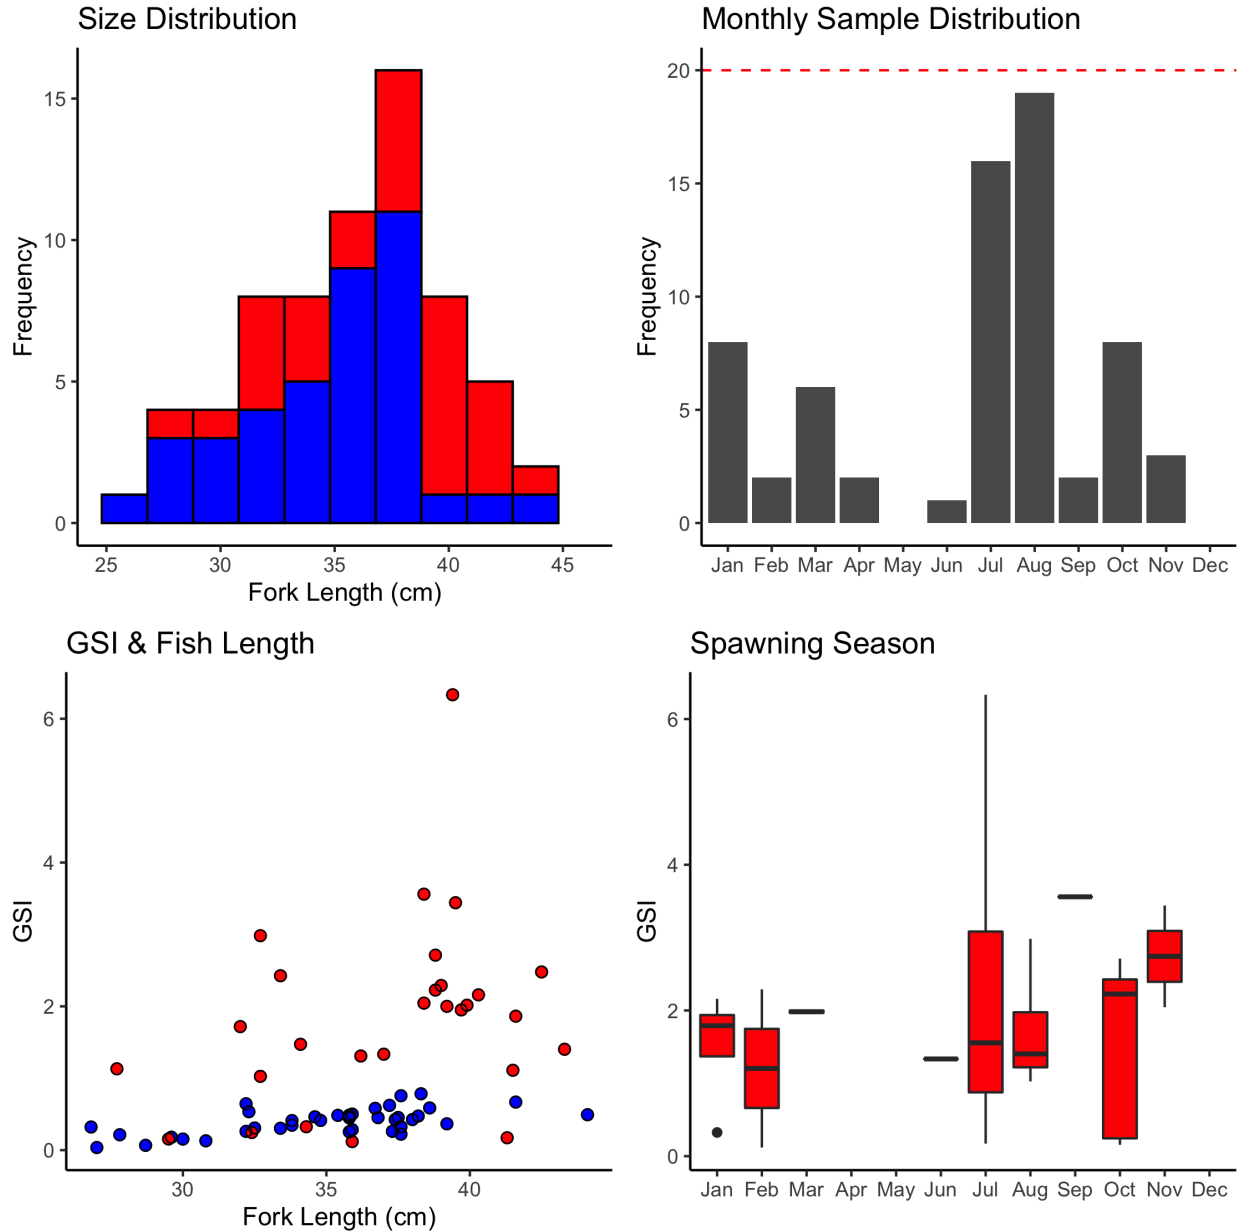 Size Distribution
Frequency
15
10
5
0
25 30 35 40 45
Fork Length (cm)
Monthly Sample Distribution
Frequency
20
15
10
5
0
Jan Feb Mar Apr May Jun Jul Aug Sep Oct Nov Dec
GSI & Fish Length
GSI
6
4
2
0
30 35 40
Fork Length (cm)
Spawning Season
GSI
6
4
2
0
Jan Feb Mar Apr May Jun Jul Aug Sep Oct Nov Dec